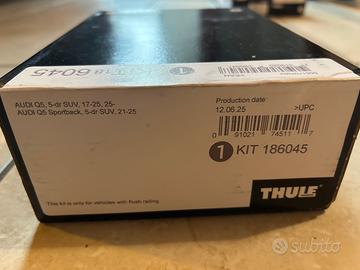 KIT 186045
AUDI Q5, 5-dr SUV, 17-25, 25-
AUDI Q5 Sportback, 5-dr SUV, 21-25
Production date:
12.06.25
>UPC
0 91021 74511 7
1 KIT 186045
This kit is only for vehicles with flush railing.
THULE
subito